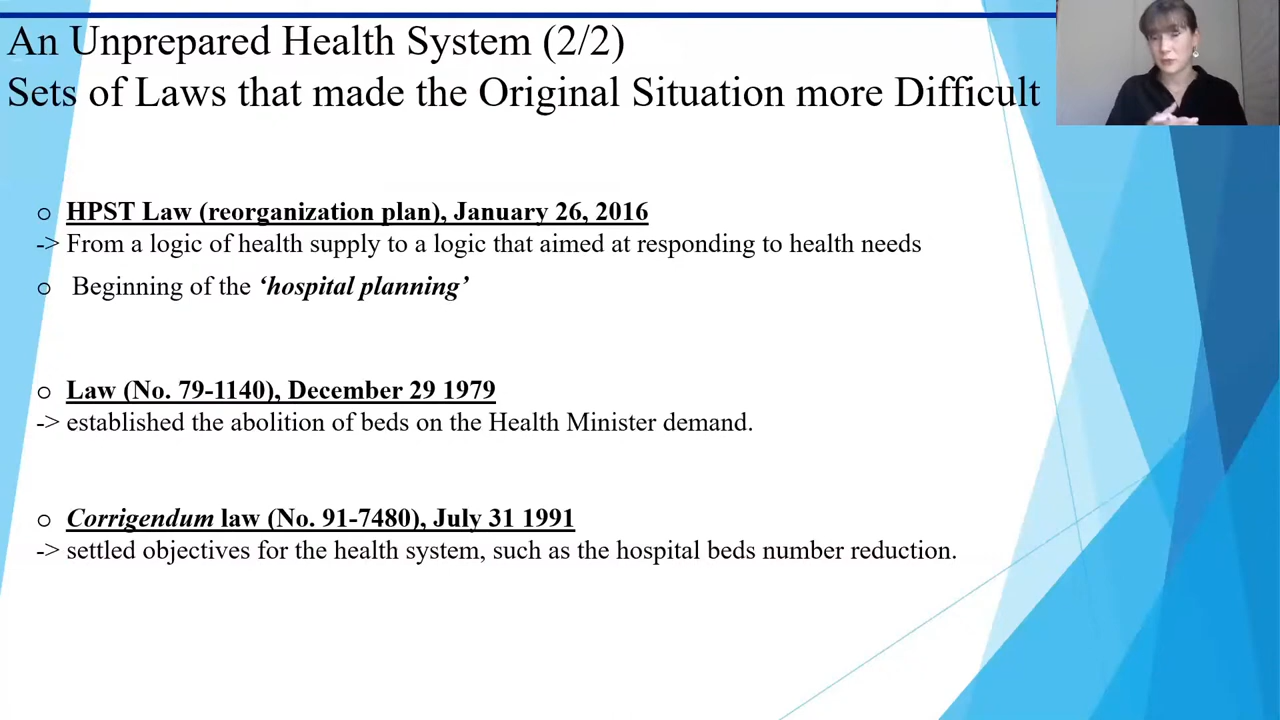 An Unprepared Health System (2/2)
Sets of Laws that made the Original Situation more Difficult
o HPST Law (reorganization plan), January 26, 2016
-> From a logic of health supply to a logic that aimed at responding to health needs
o Beginning of the ‘hospital planning’
o Law (No. 79-1140), December 29 1979
-> established the abolition of beds on the Health Minister demand.
o Corrigendum law (No. 91-7480), July 31 1991
-> settled objectives for the health system, such as the hospital beds number reduction.